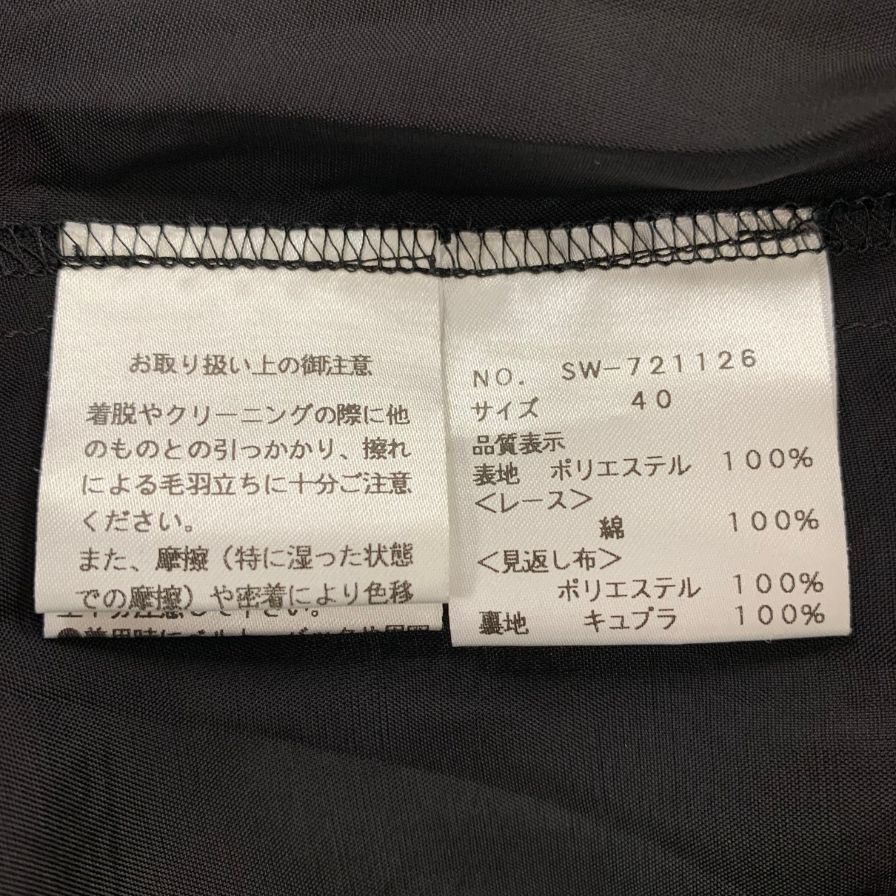 お取り扱い上の御注意
着脱やクリーニングの際に他
のものとの引っかかり、擦れ
による毛羽立ちに十分ご注意
ください。
また、摩擦（特に湿った状態
での摩擦）や密着により色移
NO. SW-721126
サイズ 40
品質表示
表地 ポリエステル 100%
<レース>
綿 100%
<見返し布>
ポリエステル 100%
裏地 キュプラ 100%